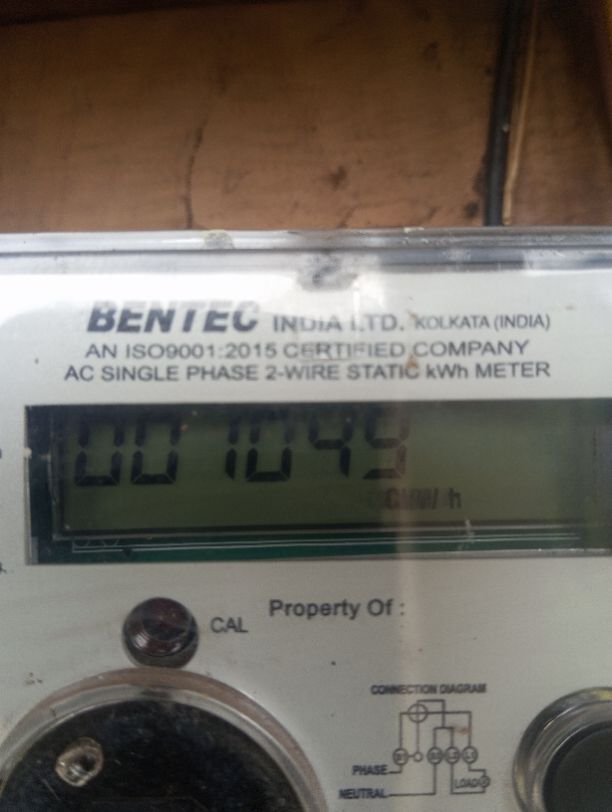 BENTEC INDIA LTD. KOLKATA (INDIA)
AN ISO9001:2015 CERTIFIED COMPANY
AC SINGLE PHASE 2-WIRE STATIC kWh METER
001049
CAL
Property Of :
CONNECTION DIAGRAM
PHASE
NEUTRAL
LOAD